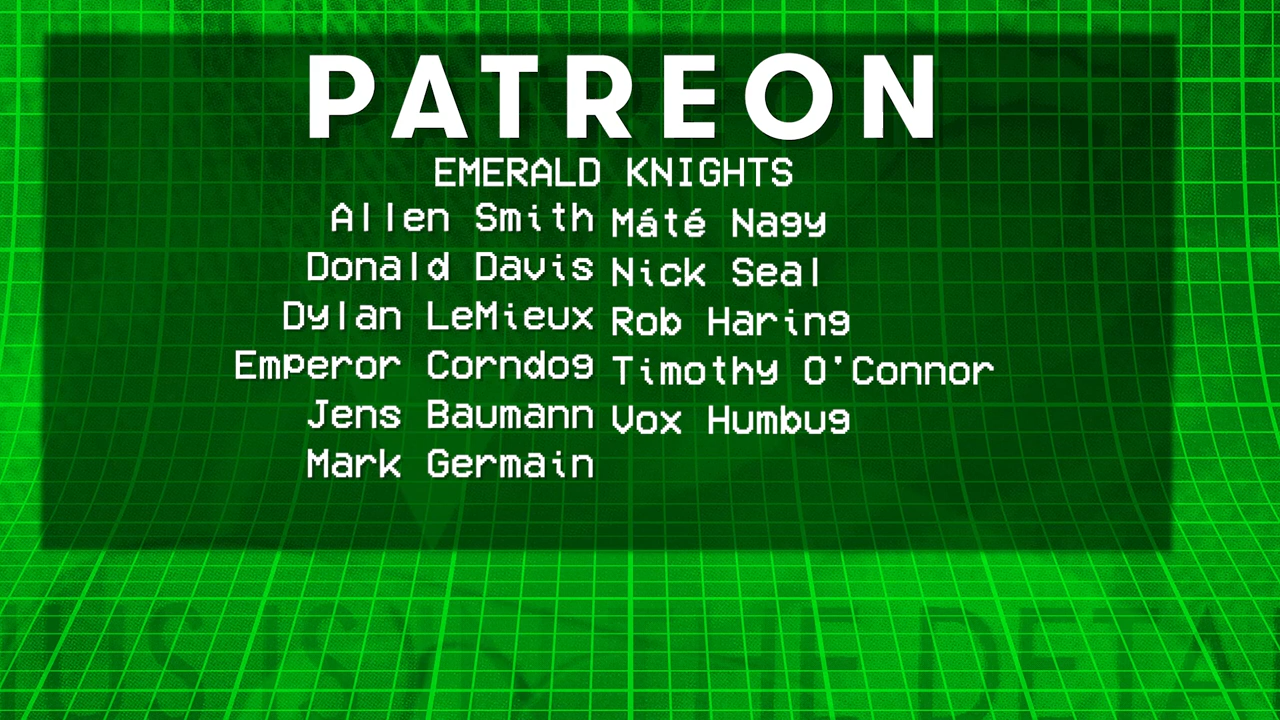 PATREON
EMERALD KNIGHTS
Allen Smith
Donald Davis
Dylan LeMieux
Emperor Corndog
Jens Baumann
Mark Germain
Máté Nagy
Nick Seal
Rob Haring
Timothy O'Connor
Vox Humbug